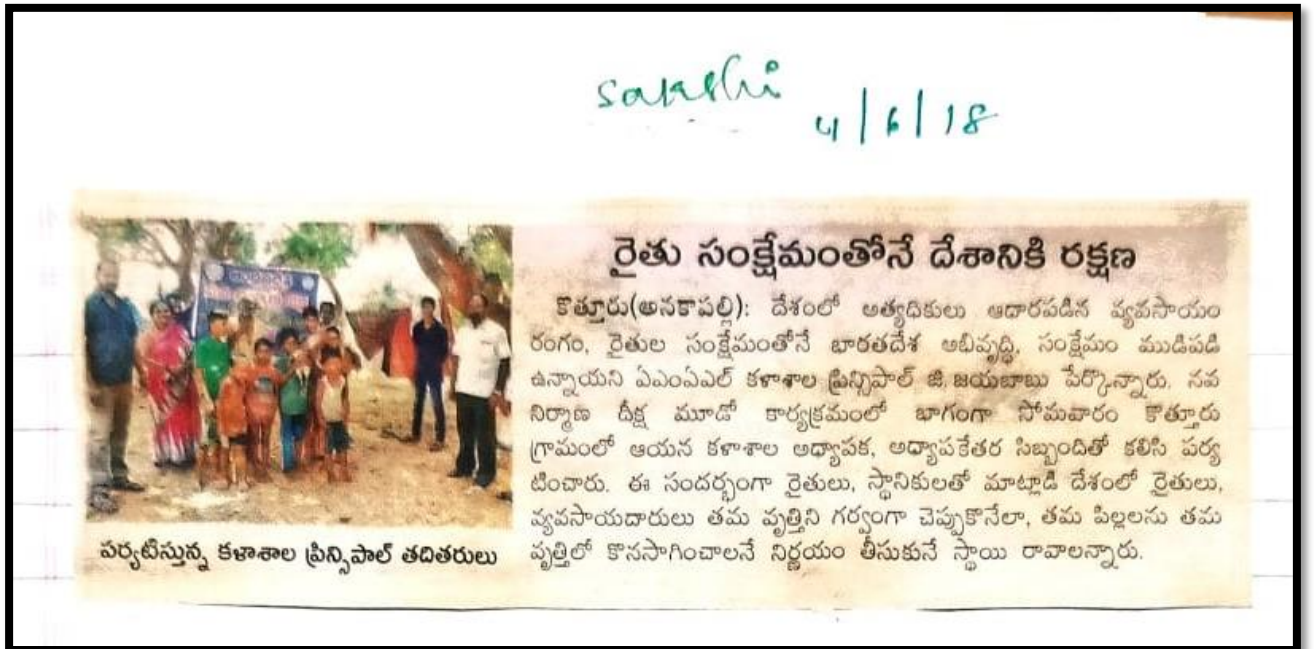 sakshi
4/6/18
రైతు సంక్షేమంతోనే దేశానికి రక్షణ
కొత్తూరు(అనకాపల్లి): దేశంలో అత్యధికులు ఆదారపడిన వ్యవసాయం
రంగం, రైతుల సంక్షేమంతోనే భారతదేశ అభివృద్ధి, సంక్షేమం ముడిపడి
ఉన్నాయని ఏఎంఏఎల్ కళాశాల ప్రిన్సిపాల్ జి.జయబాబు పేర్కొన్నారు. నవ
నిర్మాణ దీక్ష మూడో కార్యక్రమంలో బాగంగా సోమవారం కొత్తూరు
గ్రామంలో ఆయన కళాశాల అధ్యాపక, అధ్యాపకేతర సిబ్బందితో కలిసి పర్య
టించారు. ఈ సందర్భంగా రైతులు, స్థానికులతో మాట్లాడి దేశంలో రైతులు,
వ్యవసాయదారులు తమ వృత్తిని గర్వంగా చెప్పుకొనేలా, తమ పిల్లలను తమ
వృత్తిలో కొనసాగించాలనే నిర్ణయం తీసుకునే స్థాయి రావాలన్నారు.
పర్యటిస్తున్న కళాశాల ప్రిన్సిపాల్ తదితరులు